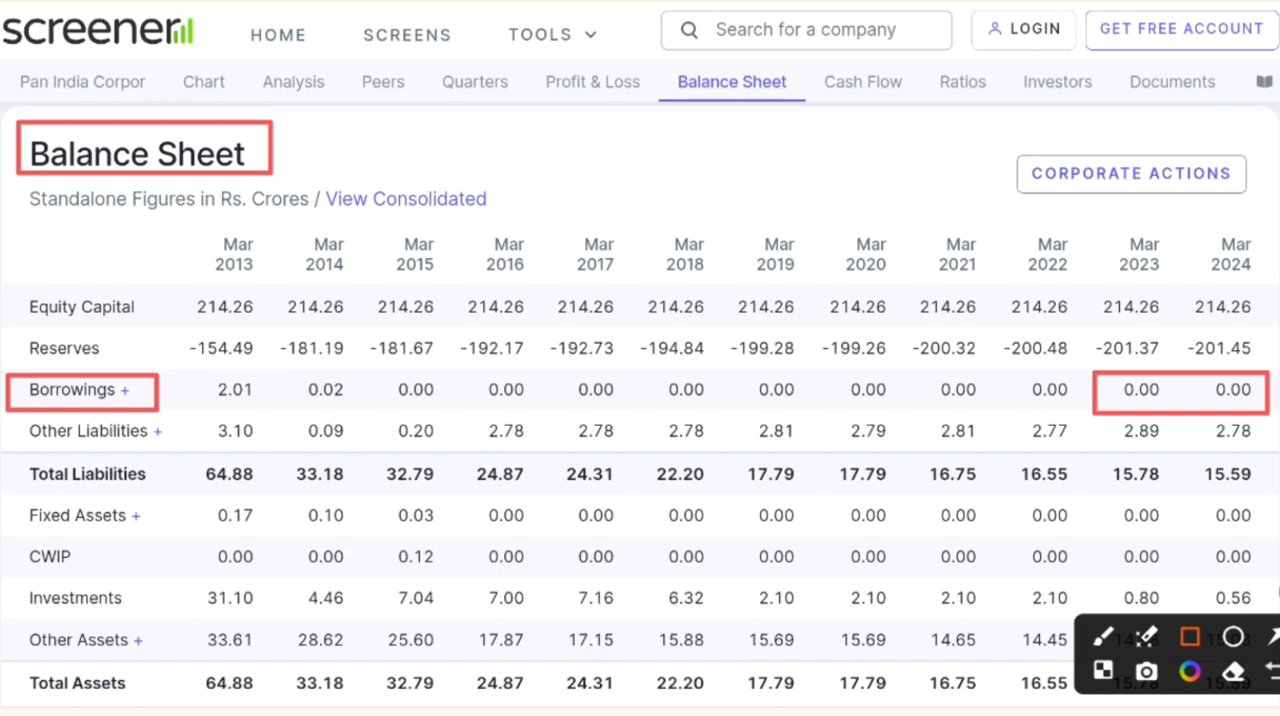 screener HOME SCREENS TOOLS Search for a company LOGIN GET FREE ACCOUNT
Pan India Corpor Chart Analysis Peers Quarters Profit & Loss Balance Sheet Cash Flow Ratios Investors Documents
Balance Sheet
CORPORATE ACTIONS
Standalone Figures in Rs. Crores / View Consolidated
Mar 2013 Mar 2014 Mar 2015 Mar 2016 Mar 2017 Mar 2018 Mar 2019 Mar 2020 Mar 2021 Mar 2022 Mar 2023 Mar 2024
Equity Capital 214.26 214.26 214.26 214.26 214.26 214.26 214.26 214.26 214.26 214.26 214.26 214.26
Reserves -154.49 -181.19 -181.67 -192.17 -192.73 -194.84 -199.28 -199.26 -200.32 -200.48 -201.37 -201.45
Borrowings + 2.01 0.02 0.00 0.00 0.00 0.00 0.00 0.00 0.00 0.00 0.00 0.00
Other Liabilities + 3.10 0.09 0.20 2.78 2.78 2.78 2.81 2.79 2.81 2.77 2.89 2.78
Total Liabilities 64.88 33.18 32.79 24.87 24.31 22.20 17.79 17.79 16.75 16.55 15.78 15.59
Fixed Assets + 0.17 0.10 0.03 0.00 0.00 0.00 0.00 0.00 0.00 0.00 0.00 0.00
CWIP 0.00 0.00 0.12 0.00 0.00 0.00 0.00 0.00 0.00 0.00 0.00 0.00
Investments 31.10 4.46 7.04 7.00 7.16 6.32 2.10 2.10 2.10 2.10 0.80 0.56
Other Assets + 33.61 28.62 25.60 17.87 17.15 15.88 15.69 15.69 14.65 14.45
Total Assets 64.88 33.18 32.79 24.87 24.31 22.20 17.79 17.79 16.75 16.55 15.78 15.59